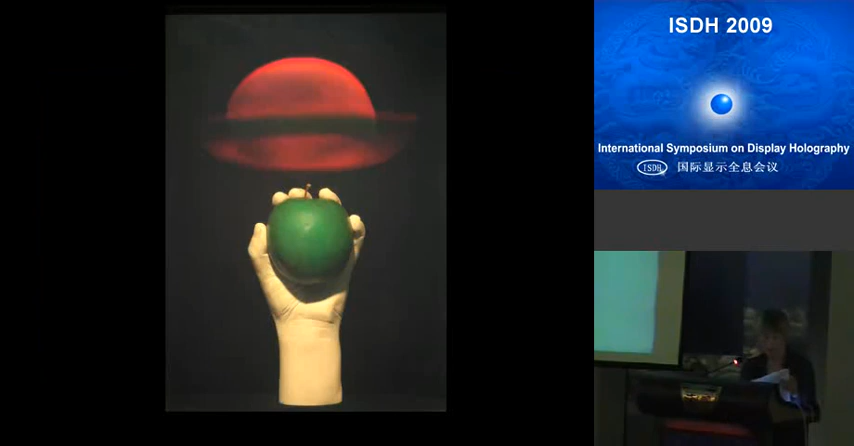 ISDH 2009
International Symposium on Display Holography
ISDH 国际显示全息会议